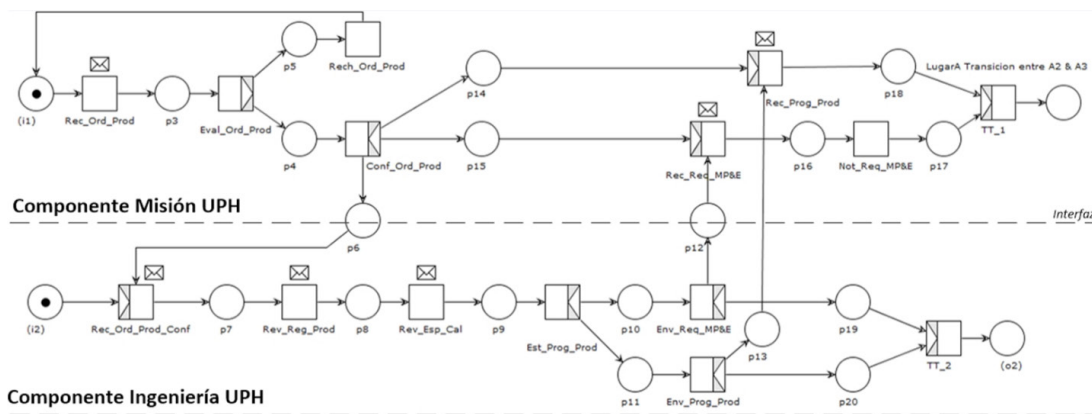 p5
Rech_Ord_Prod
(i1)
Rec_Ord_Prod
p3
Eval_Ord_Prod
p4
Conf_Ord_Prod
p14
p15
Rec_Prog_Prod
p18
LugarA Transicion entre A2 & A3
TT_1
Rec_Req_MP&E
p16
Not_Req_MP&E
p17
Componente Misión UPH
Interfaz
p6
p12
(i2)
Rec_Ord_Prod_Conf
p7
Rev_Reg_Prod
p8
Rev_Esp_Cal
p9
Est_Prog_Prod
p10
Env_Req_MP&E
p13
p19
TT_2
(o2)
p11
Env_Prog_Prod
p20
Componente Ingeniería UPH